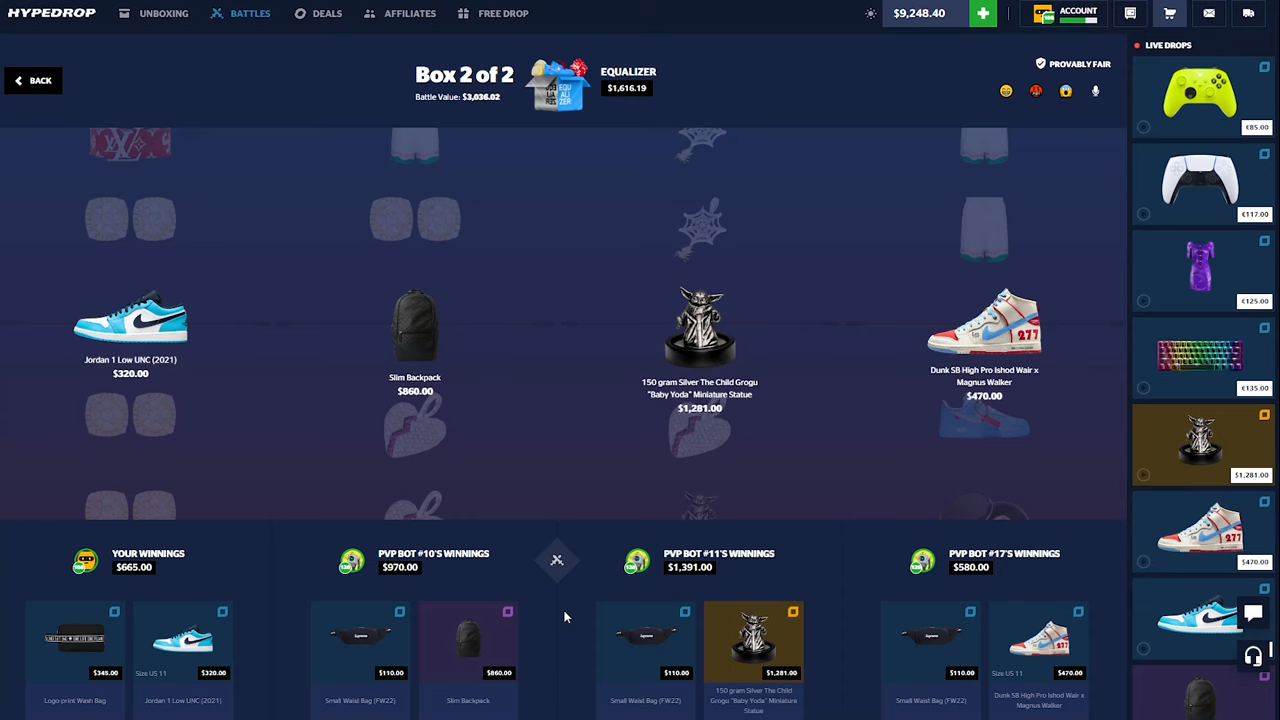 HYPEDROP
UNBOXING
BATTLES
DEALS
AFFILIATES
FREE DROP
$9,248.40
ACCOUNT
LIVE DROPS
BACK
Box 2 of 2
Battle Value: $3,036.02
EQUALIZER
$1,616.19
PROVABLY FAIR
€85.00
€117.00
€125.00
€135.00
$1,281.00
$470.00
$320.00
Jordan 1 Low UNC (2021)
$320.00
Slim Backpack
$860.00
150 gram Silver The Child Grogu
"Baby Yoda" Miniature Statue
$1,281.00
Dunk SB High Pro Ishod Wair x
Magnus Walker
$470.00
YOUR WINNINGS
$665.00
PVP BOT #10'S WINNINGS
$970.00
PVP BOT #11'S WINNINGS
$1,391.00
PVP BOT #17'S WINNINGS
$580.00
$345.00
Logo-print Wash Bag
Size US 11
$320.00
Jordan 1 Low UNC (2021)
$110.00
Small Waist Bag (FW22)
$860.00
Slim Backpack
$110.00
Small Waist Bag (FW22)
$1,281.00
150 gram Silver The Child
Grogu "Baby Yoda" Miniature
Statue
$110.00
Small Waist Bag (FW22)
Size US 11
$470.00
Dunk SB High Pro Ishod Wair x
Magnus Walker